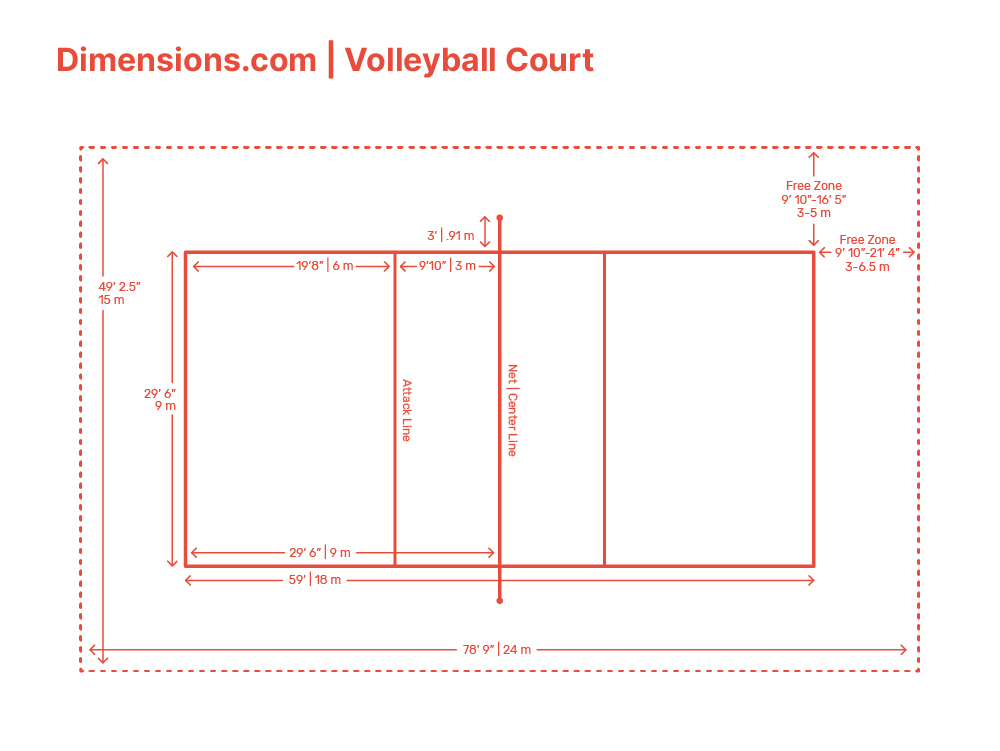 Dimensions.com | Volleyball Court
Free Zone
9' 10"-16' 5"
3-5 m
3' | .91 m
Free Zone
9' 10"-21' 4"
3-6.5 m
19'8" | 6 m
9'10" | 3 m
49' 2.5"
15 m
29' 6"
9 m
Attack Line
Net | Center Line
29' 6" | 9 m
59' | 18 m
78' 9" | 24 m